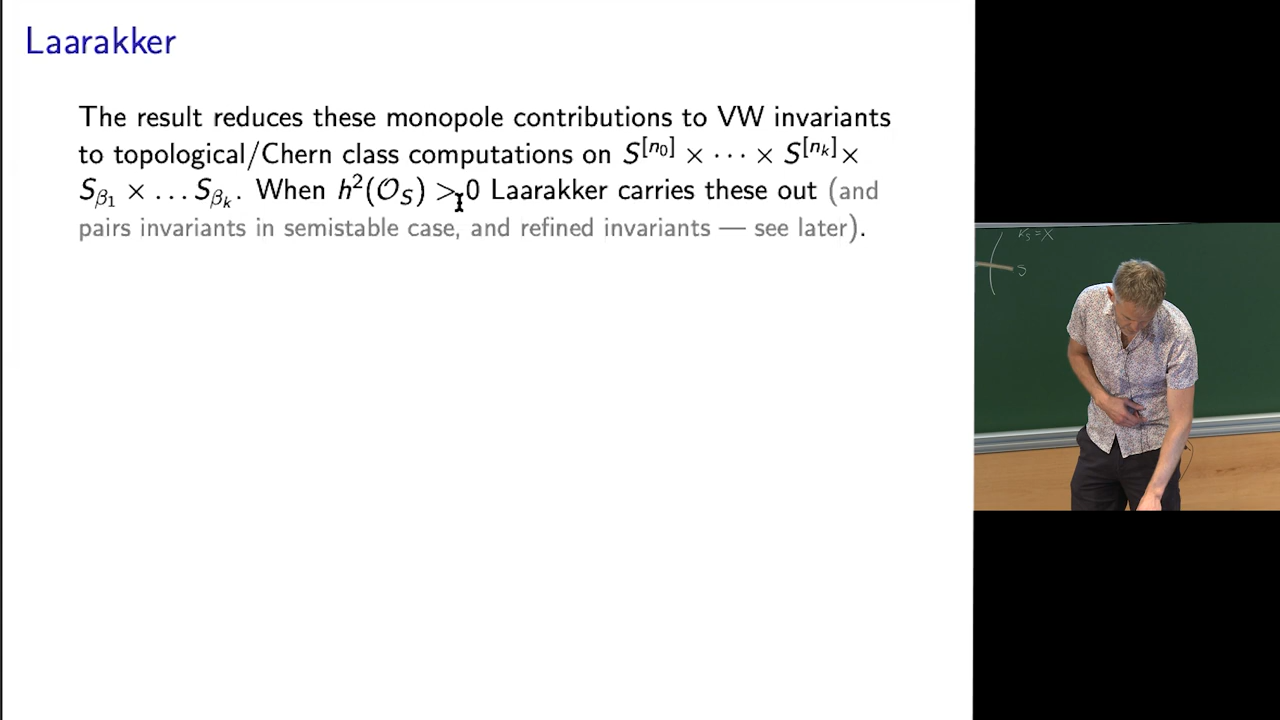 Laarakker
The result reduces these monopole contributions to VW invariants
to topological/Chern class computations on S^{[n_0]} × ⋯ × S^{[n_k]}×
S_{β_1} × … S_{β_k}. When h^2(𝒪_S) > 0 Laarakker carries these out (and
pairs invariants in semistable case, and refined invariants — see later).
K_S = X
S